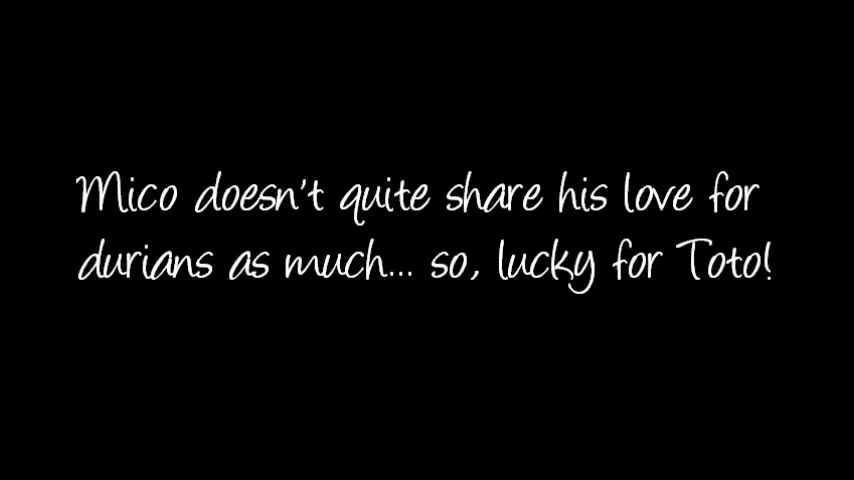 Mico doesn't quite share his love for
durians as much... so, lucky for Toto!